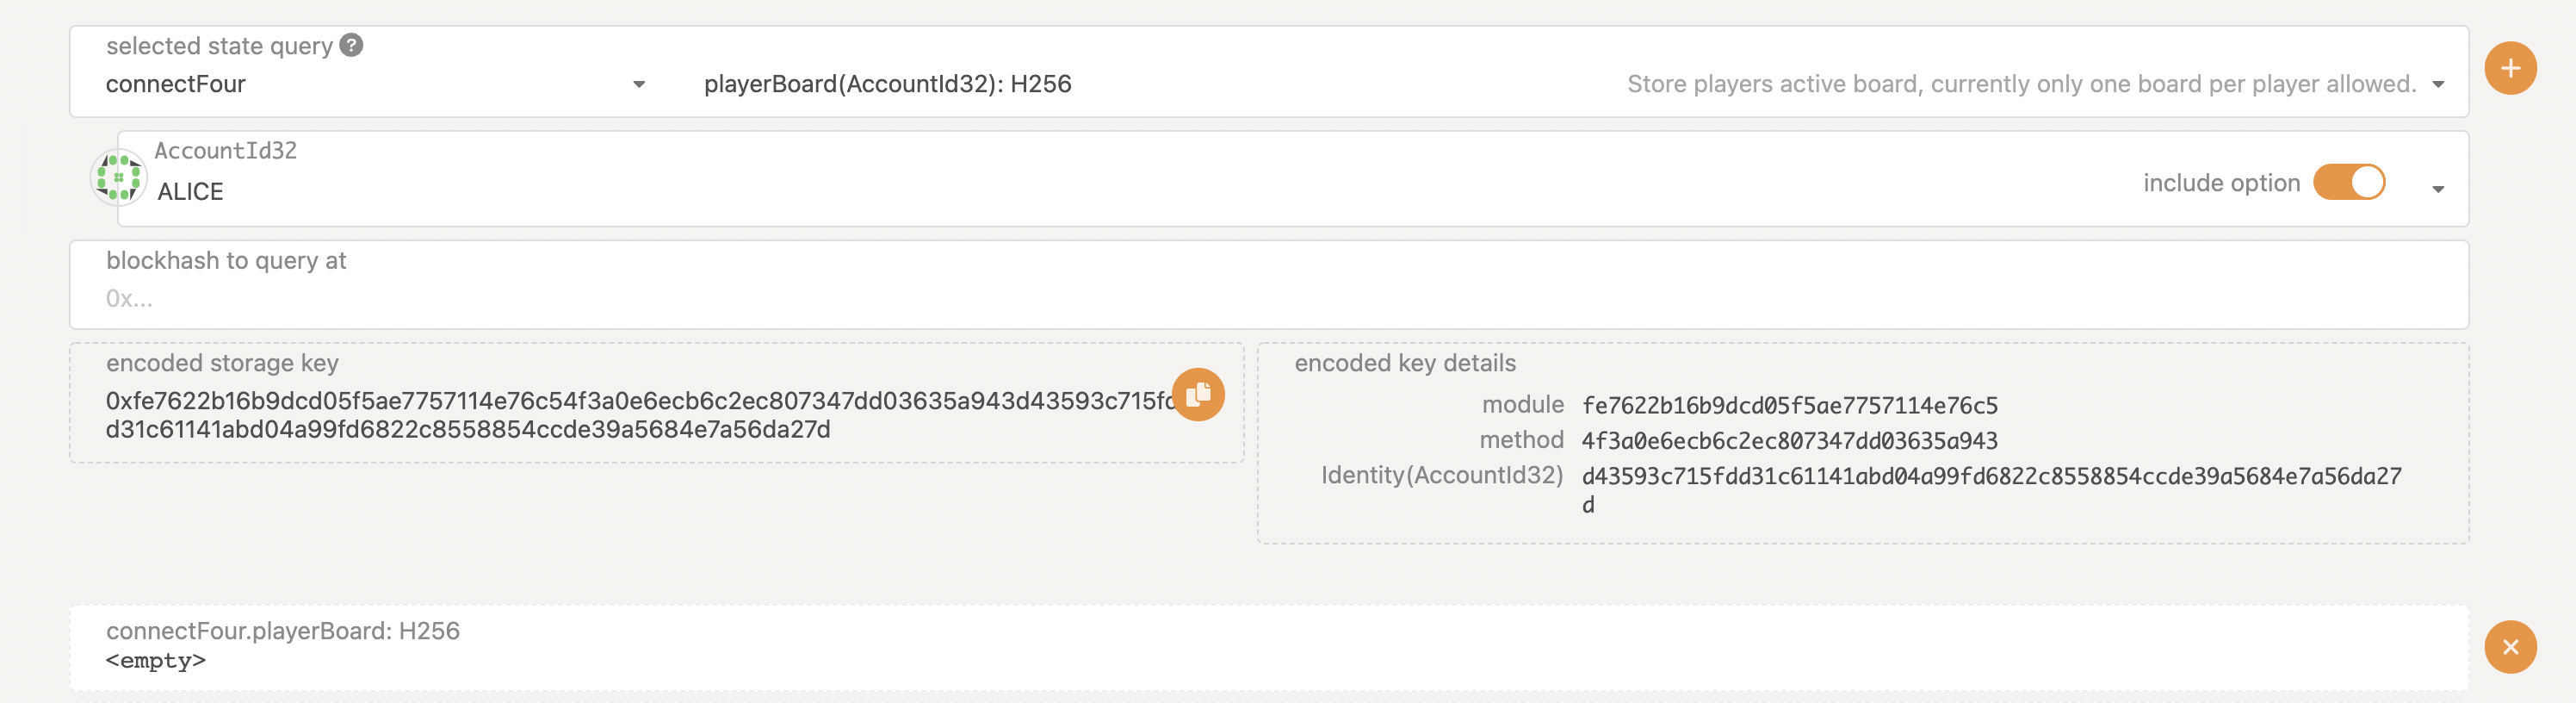 selected state query ?
connectFour
playerBoard(AccountId32): H256
Store players active board, currently only one board per player allowed.
AccountId32
ALICE
include option
blockhash to query at
0x...
encoded storage key
0xfe7622b16b9dcd05f5ae7757114e76c54f3a0e6ecb6c2ec807347dd03635a943d43593c715fd
d31c61141abd04a99fd6822c8558854ccde39a5684e7a56da27d
encoded key details
module fe7622b16b9dcd05f5ae7757114e76c5
method 4f3a0e6ecb6c2ec807347dd03635a943
Identity(AccountId32) d43593c715fdd31c61141abd04a99fd6822c8558854ccde39a5684e7a56da27
d
connectFour.playerBoard: H256
<empty>